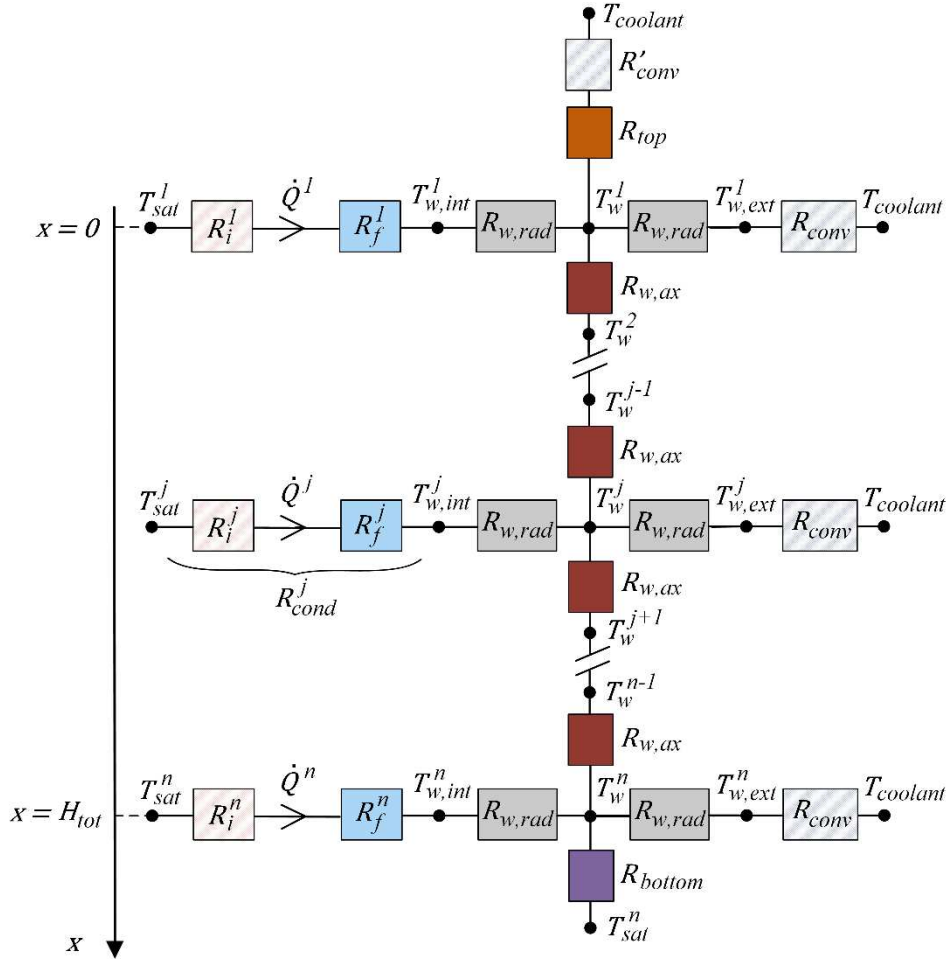 T_coolant
R'_conv
R_top
T_sat^1 Q̇^1 T_w,int^1 T_w^1 T_w,ext^1 T_coolant
x = 0 R_i^1 R_f^1 R_w,rad R_w,rad R_conv
R_w,ax
T_w^2
T_w^j-1
R_w,ax
T_sat^j Q̇^j T_w,int^j T_w^j T_w,ext^j T_coolant
R_i^j R_f^j R_w,rad R_w,rad R_conv
R_cond^j R_w,ax
T_w^j+1
T_w^n-1
R_w,ax
T_sat^n Q̇^n T_w,int^n T_w^n T_w,ext^n T_coolant
x = H_tot R_i^n R_f^n R_w,rad R_w,rad R_conv
R_bottom
x T_sat^n